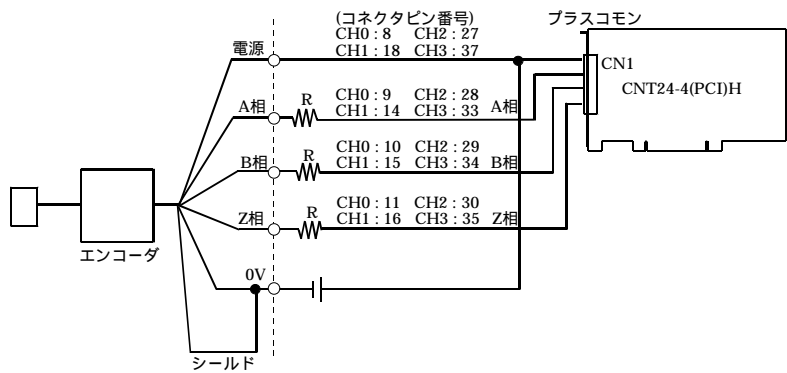 (コネクタピン番号)
プラスコモン
CH0 : 8 CH2 : 27
CH1 : 18 CH3 : 37
電源
CN1
CNT24-4(PCI)H
R
CH0 : 9 CH2 : 28
CH1 : 14 CH3 : 33
A相
A相
R
CH0 : 10 CH2 : 29
CH1 : 15 CH3 : 34
B相
B相
R
CH0 : 11 CH2 : 30
CH1 : 16 CH3 : 35
Z相
Z相
エンコーダ
0V
シールド